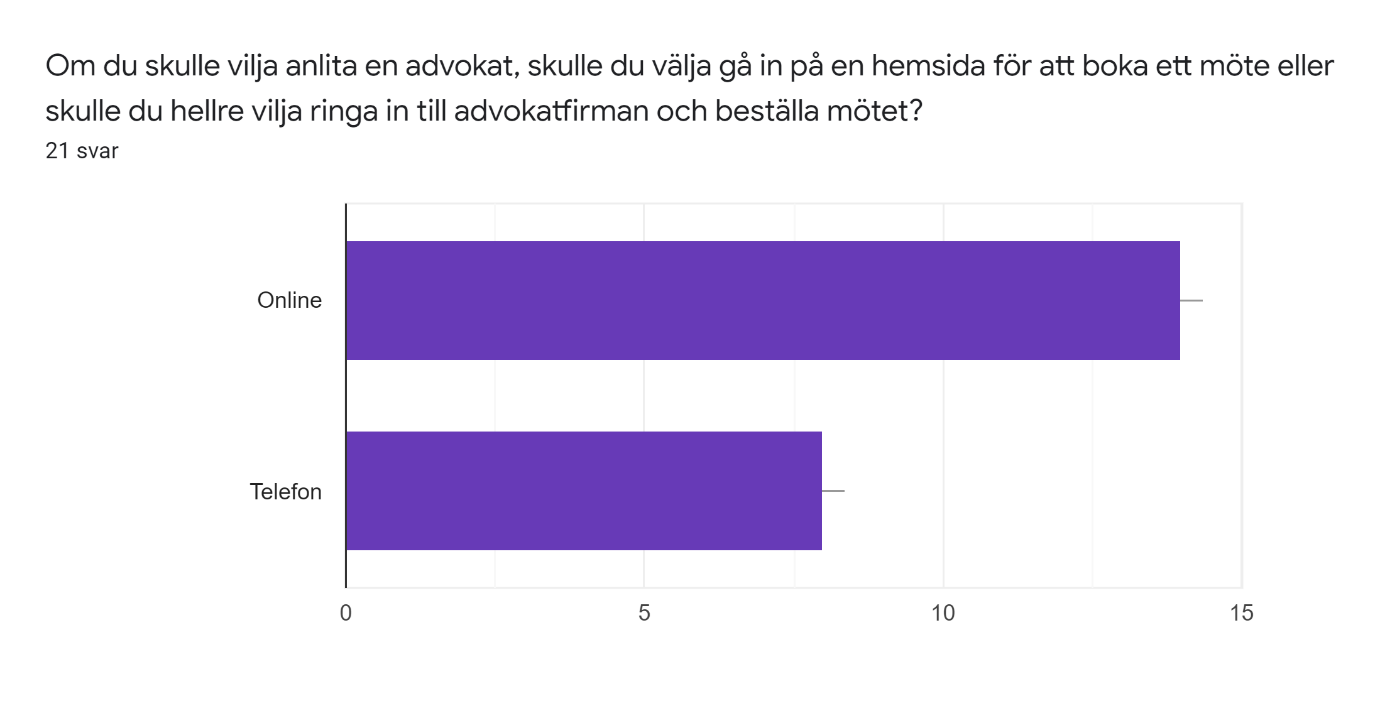 Om du skulle vilja anlita en advokat, skulle du välja gå in på en hemsida för att boka ett möte eller
skulle du hellre vilja ringa in till advokatfirman och beställa mötet?
21 svar
Online
Telefon
0 5 10 15